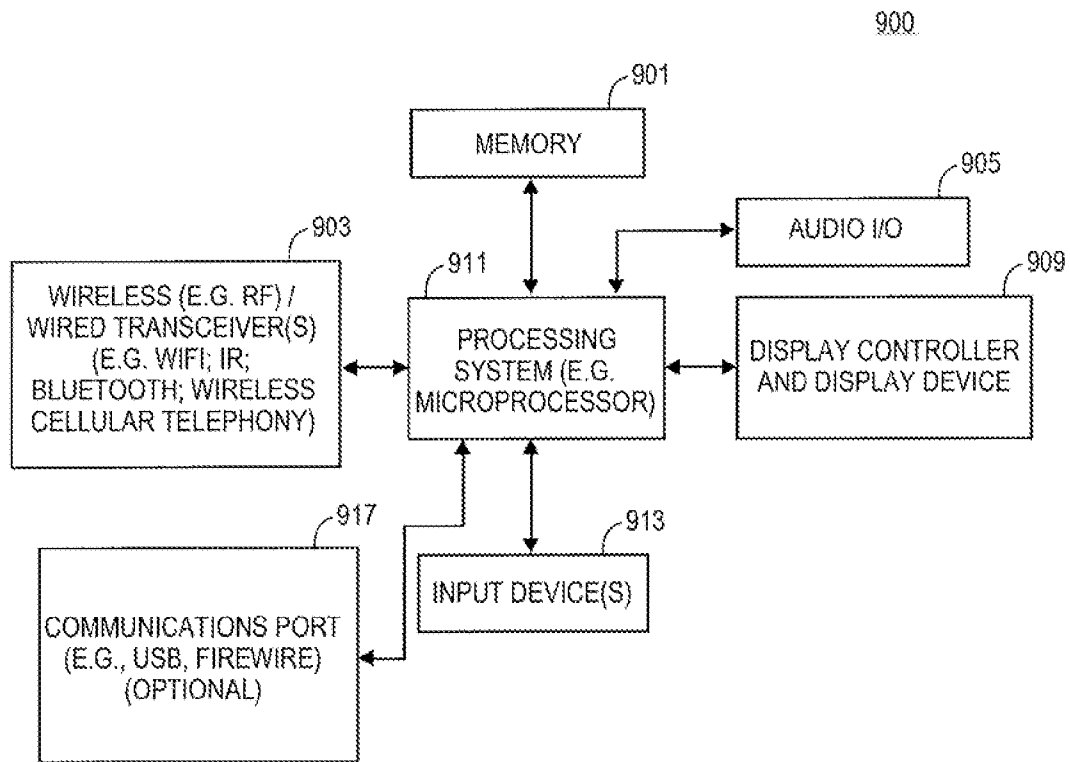 900
901
MEMORY
905
AUDIO I/O
903
WIRELESS (E.G. RF) /
WIRED TRANSCEIVER(S)
(E.G. WIFI; IR;
BLUETOOTH; WIRELESS
CELLULAR TELEPHONY)
911
PROCESSING
SYSTEM (E.G.
MICROPROCESSOR)
909
DISPLAY CONTROLLER
AND DISPLAY DEVICE
917
COMMUNICATIONS PORT
(E.G., USB, FIREWIRE)
(OPTIONAL)
913
INPUT DEVICE(S)